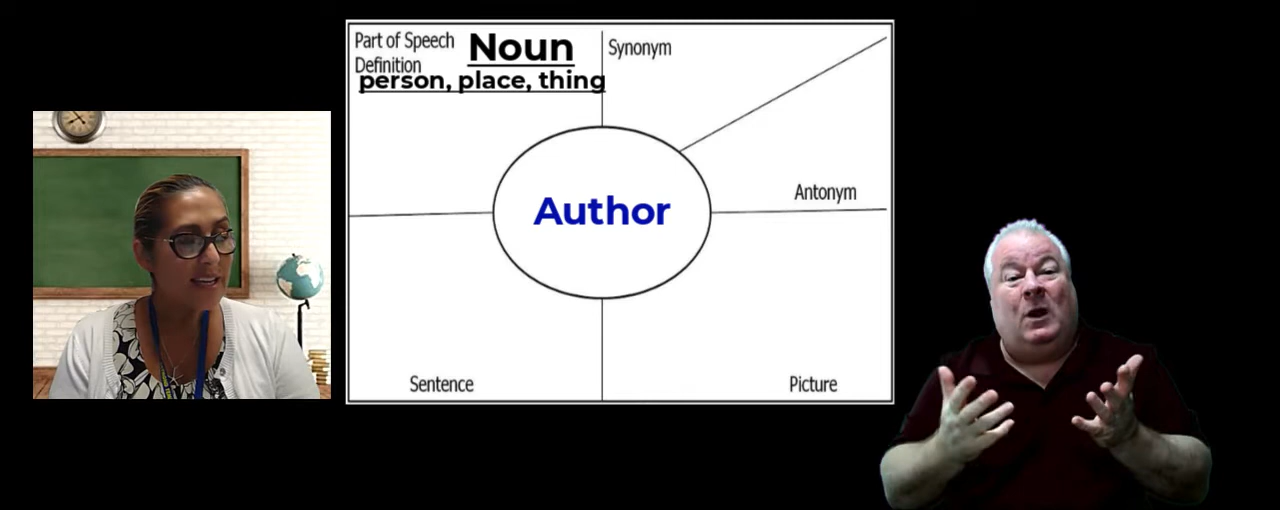 Part of Speech Noun Synonym
Definition
person, place, thing
Antonym
Author
Sentence
Picture